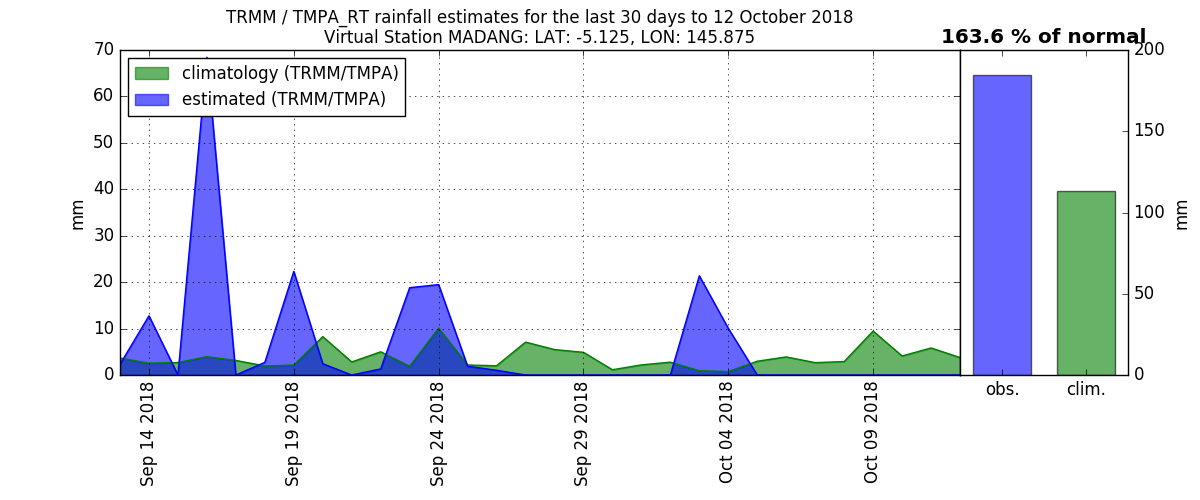 TRMM / TMPA_RT rainfall estimates for the last 30 days to 12 October 2018
Virtual Station MADANG: LAT: -5.125, LON: 145.875
163.6 % of normal
climatology (TRMM/TMPA)
estimated (TRMM/TMPA)
70
60
50
40
30
20
10
0
mm
Sep 14 2018
Sep 19 2018
Sep 24 2018
Sep 29 2018
Oct 04 2018
Oct 09 2018
200
150
100
50
0
mm
obs.
clim.